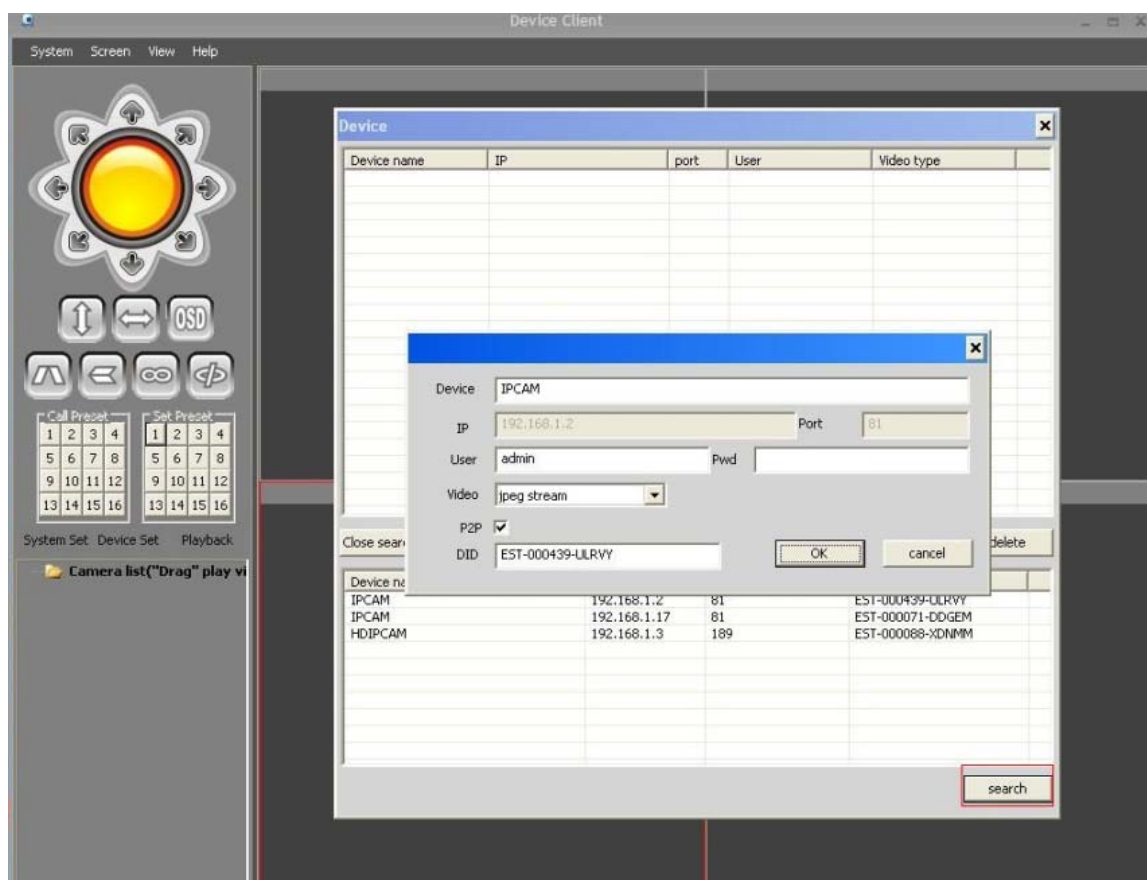 Device Client
System Screen View Help
Device
Device name IP port User Video type
OSD
Device IPCAM
IP 192.168.1.2 Port 81
User admin Pwd
Video jpeg stream
P2P
DID EST-000439-ULRVY OK cancel
Call Preset Set Preset
1 2 3 4 1 2 3 4
5 6 7 8 5 6 7 8
9 10 11 12 9 10 11 12
13 14 15 16 13 14 15 16
System Set Device Set Playback
Close sear delete
Camera list("Drag" play vi
Device na
IPCAM 192.168.1.2 81 EST-000439-ULRVY
IPCAM 192.168.1.17 81 EST-000071-DDGEM
HDIPCAM 192.168.1.3 189 EST-000088-XDNMM
search